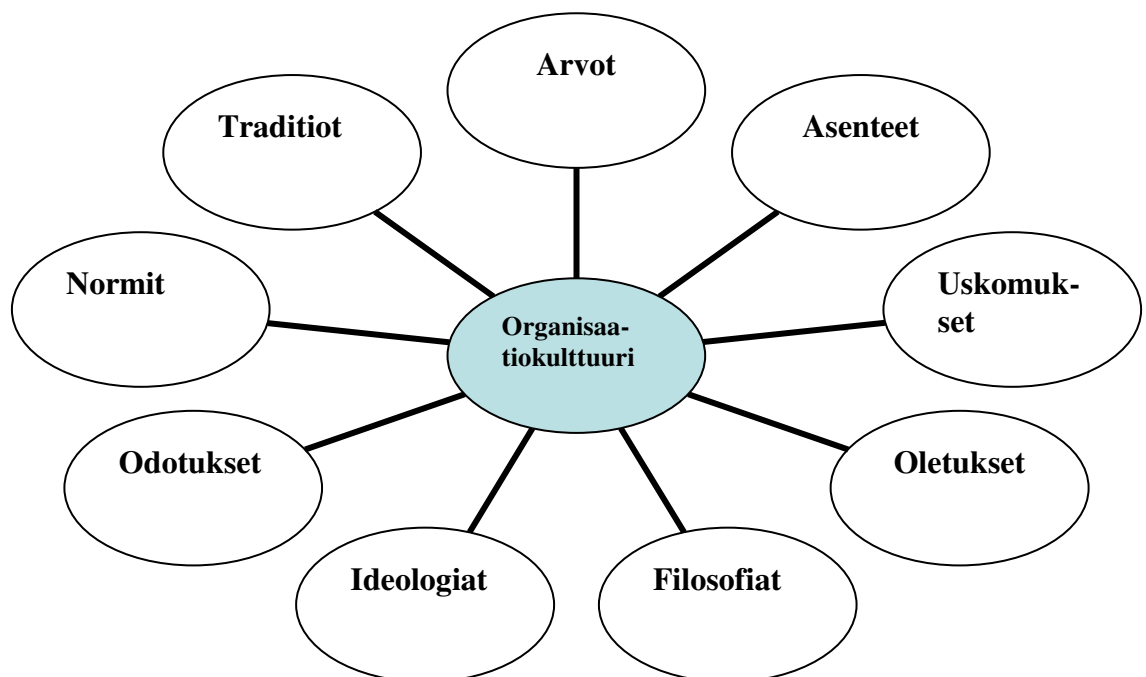 Arvot
Traditiot
Asenteet
Normit
Uskomuk-
set
Organisaa-
tiokulttuuri
Odotukset
Oletukset
Ideologiat
Filosofiat